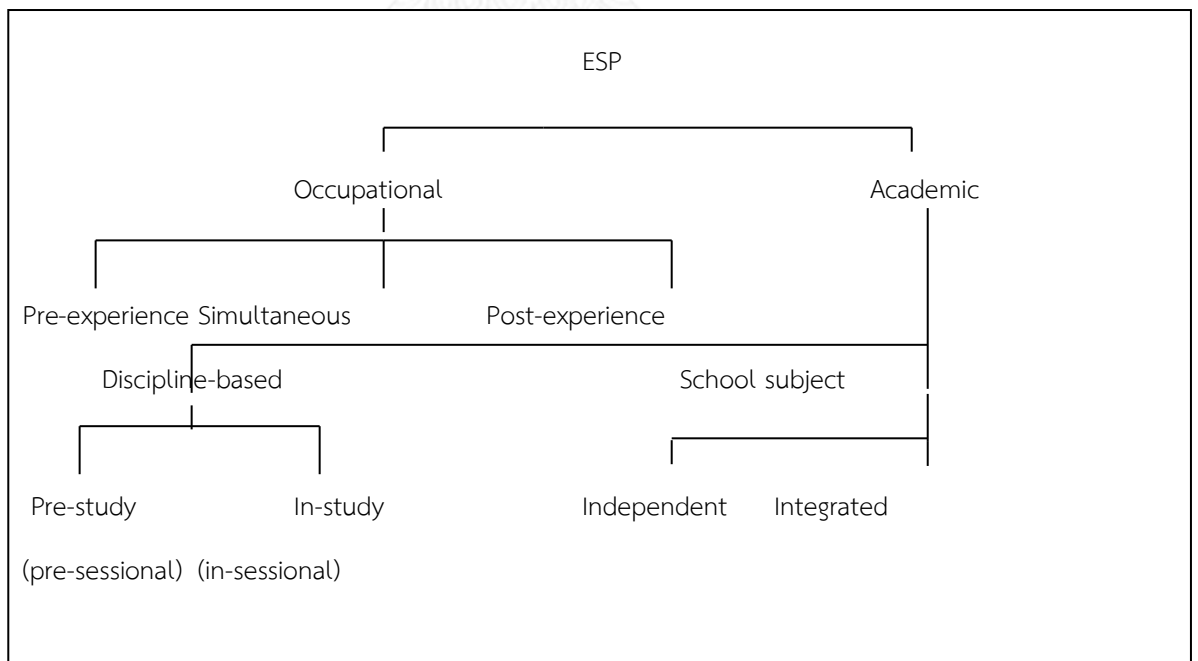 ESP
Occupational Academic
Pre-experience Simultaneous Post-experience
Discipline-based School subject
Pre-study In-study Independent Integrated
(pre-sessional) (in-sessional)